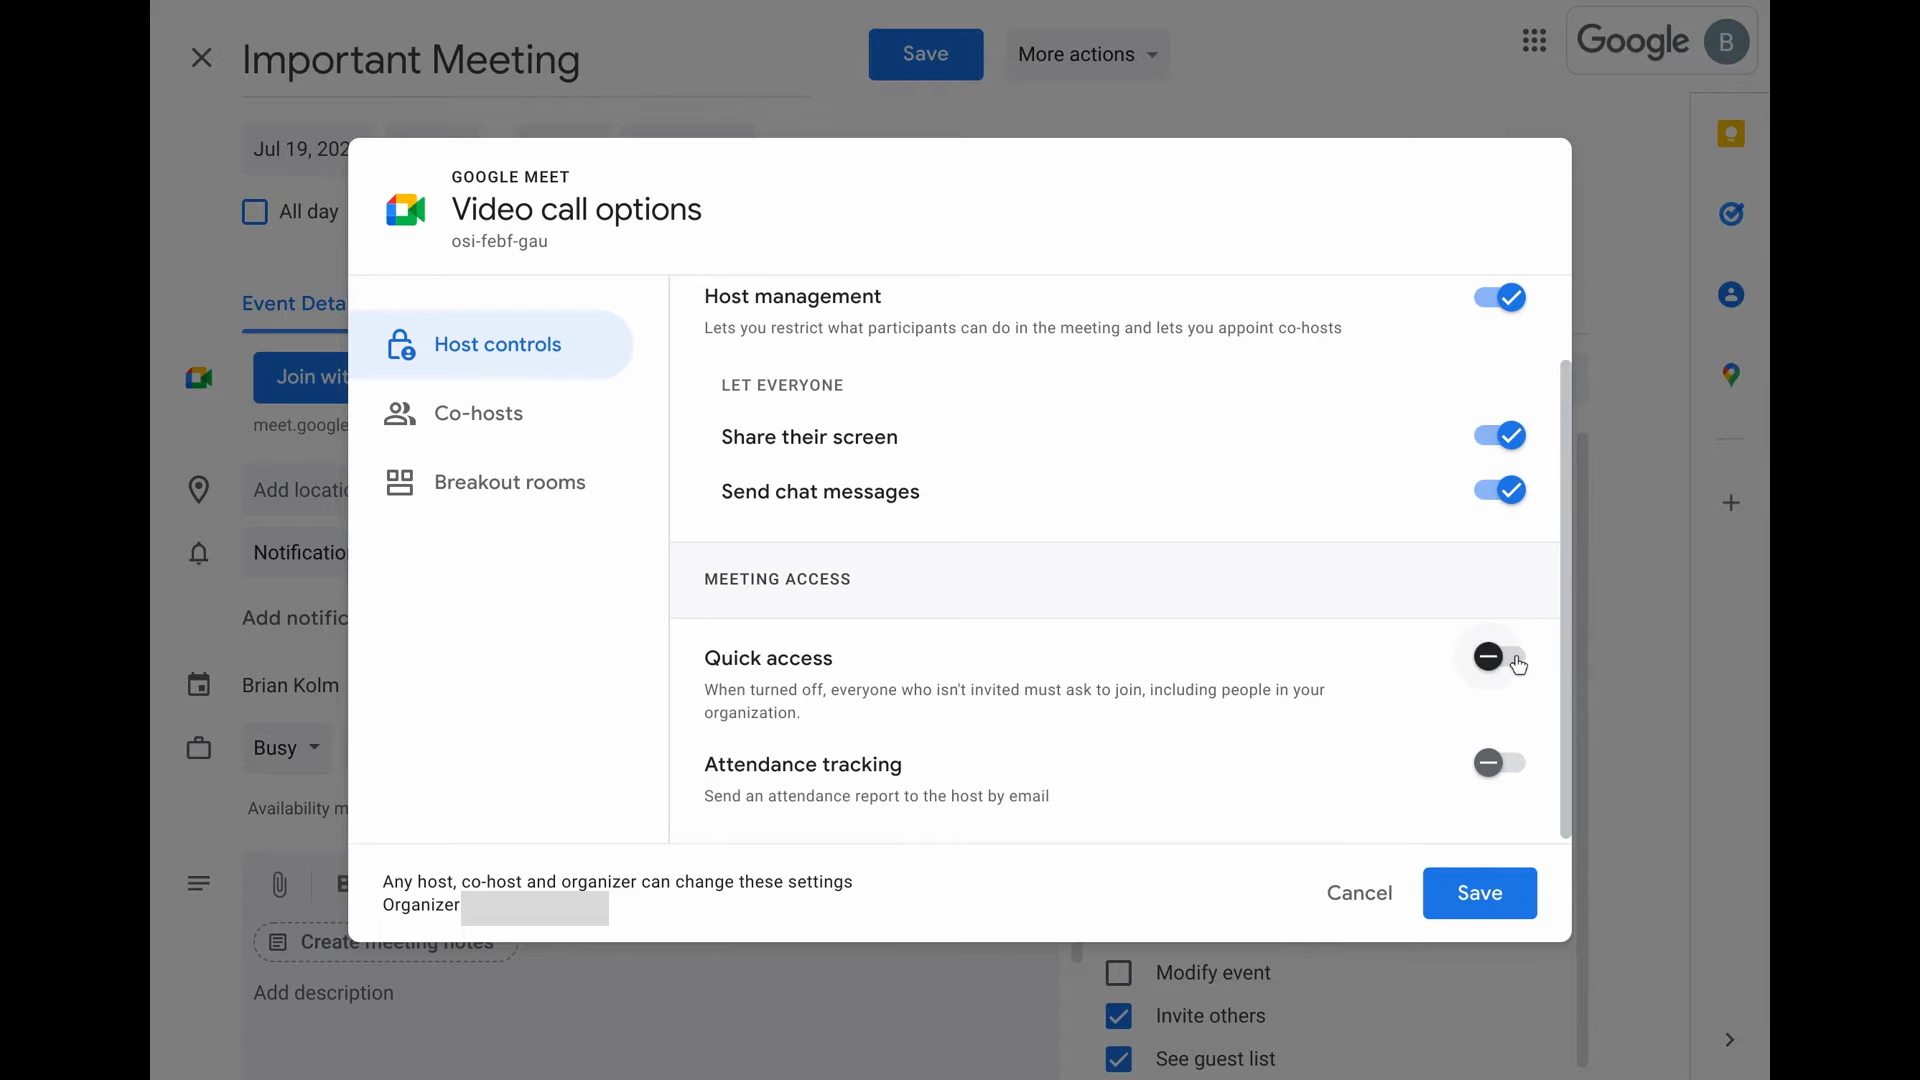 Important Meeting
Save
More actions
Google
B
Jul 19, 202
All day
Event Deta
Join wit
meet.google
Add locatio
Notificatio
Add notific
Brian Kolm
Busy
Availability m
B
Create meeting notes
Add description
GOOGLE MEET
Video call options
osi-febf-gau
Host controls
Co-hosts
Breakout rooms
Host management
Lets you restrict what participants can do in the meeting and lets you appoint co-hosts
LET EVERYONE
Share their screen
Send chat messages
MEETING ACCESS
Quick access
When turned off, everyone who isn't invited must ask to join, including people in your
organization.
Attendance tracking
Send an attendance report to the host by email
Any host, co-host and organizer can change these settings
Organizer
Cancel
Save
Modify event
Invite others
See guest list